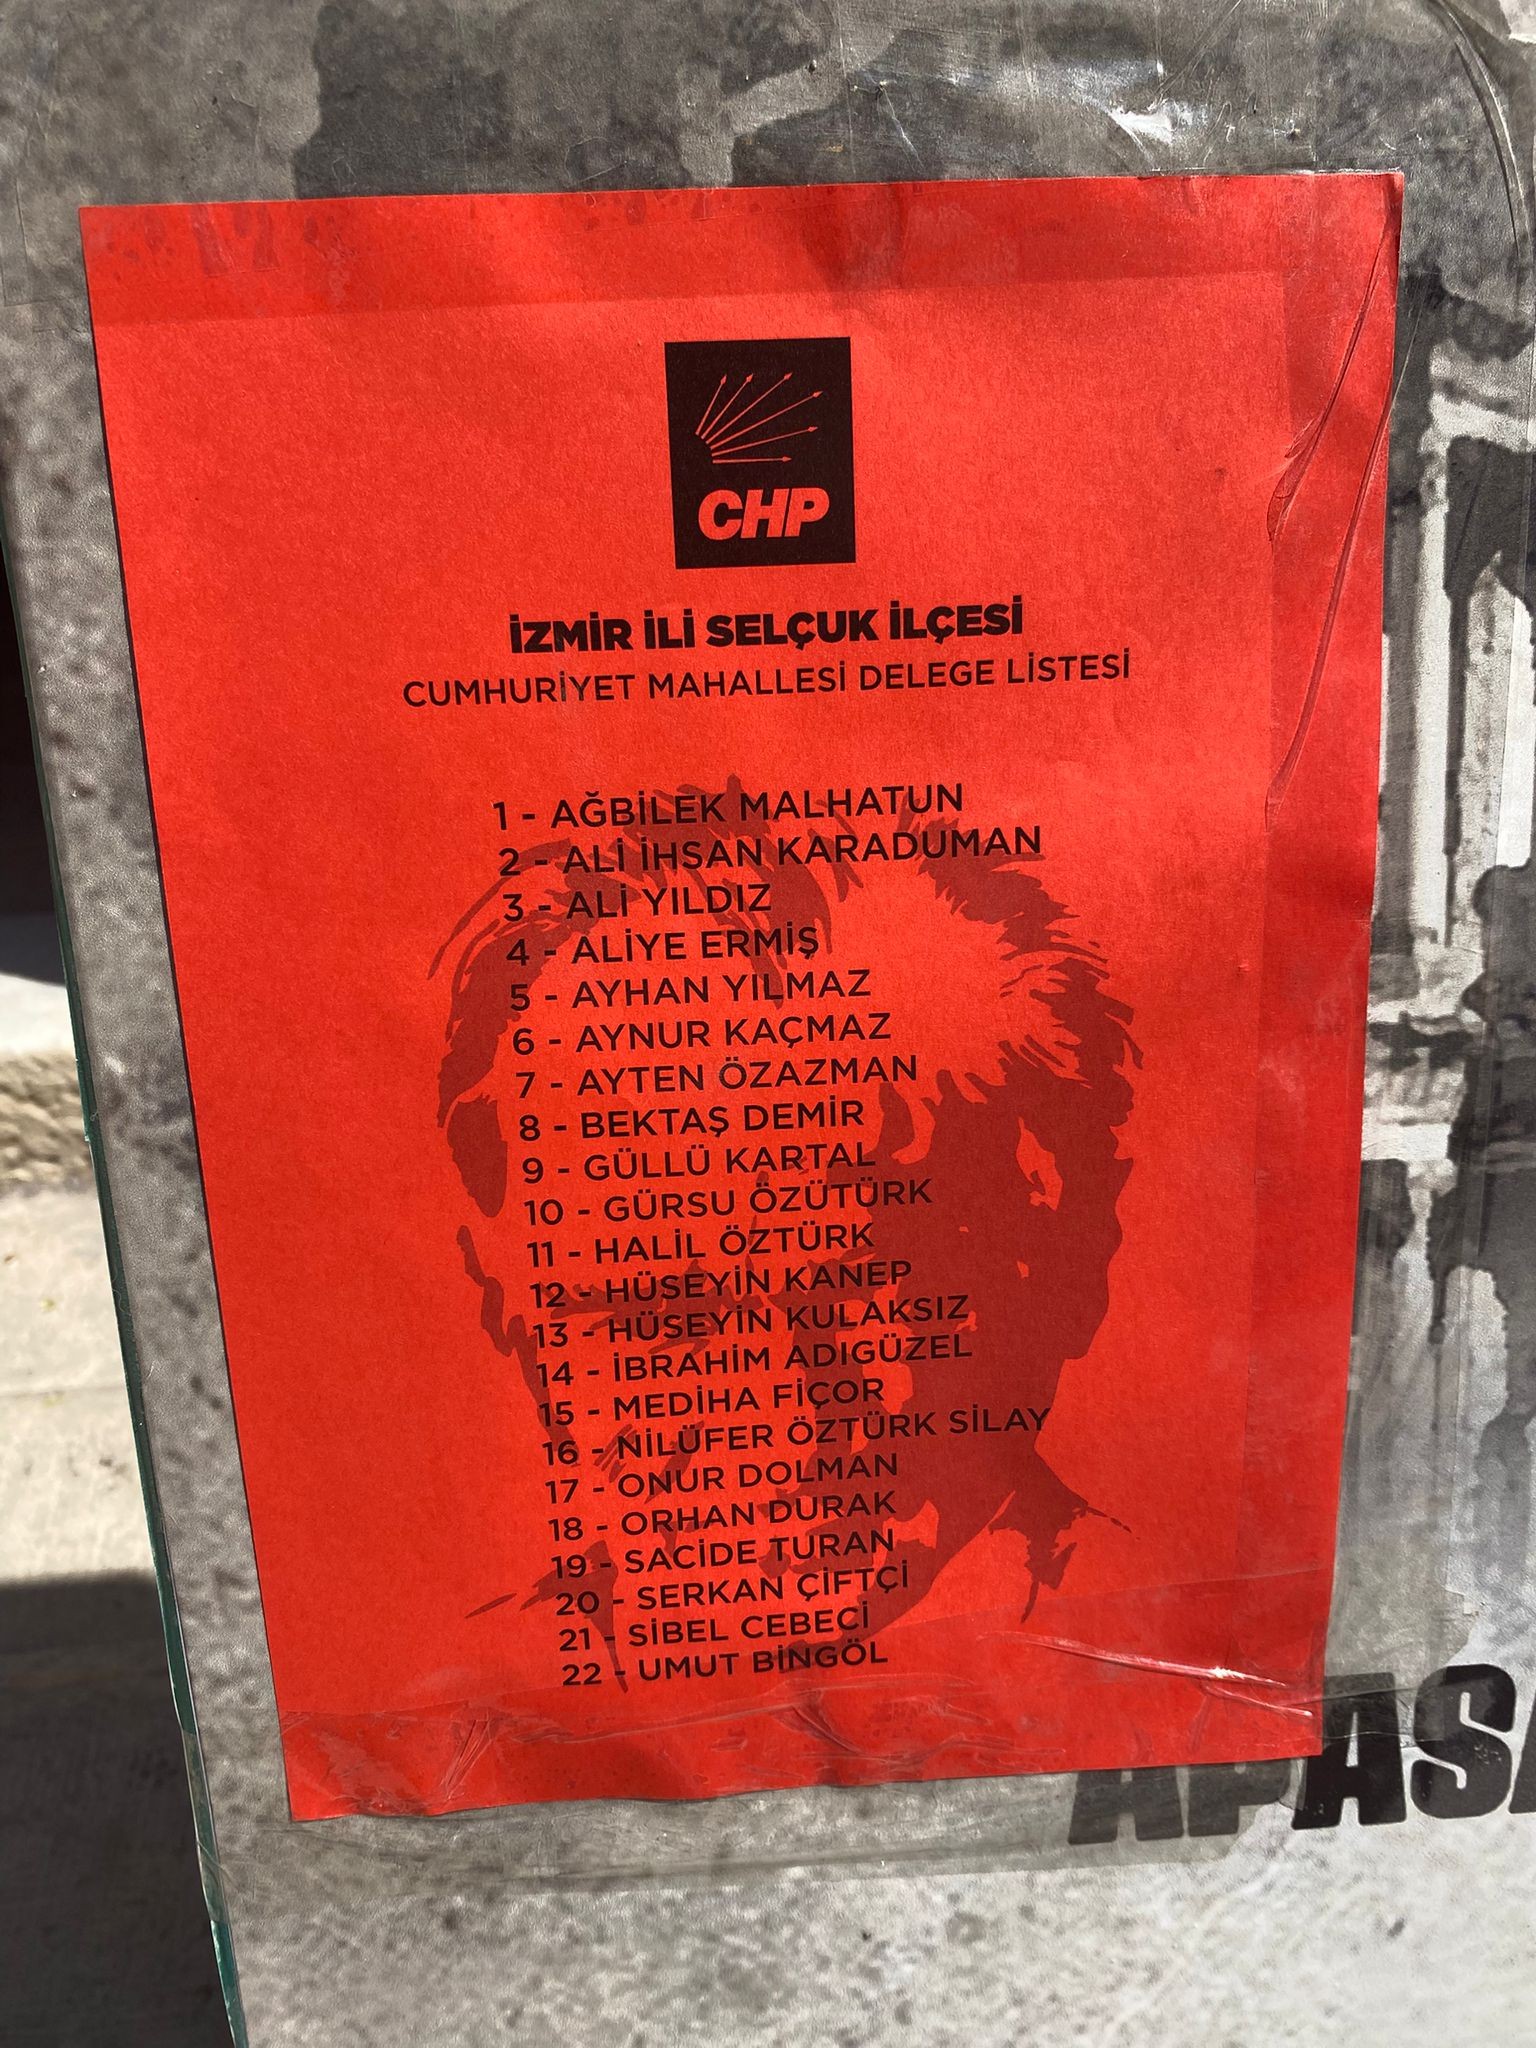 CHP
İZMİR İLİ SELÇUK İLÇESİ
CUMHURİYET MAHALLESİ DELEGE LİSTESİ
1 - AĞBİLEK MALHATUN
2 - ALİ İHSAN KARADUMAN
3 - ALİ YILDIZ
4 - ALİYE ERMİŞ
5 - AYHAN YILMAZ
6 - AYNUR KAÇMAZ
7 - AYTEN ÖZAZMAN
8 - BEKTAŞ DEMİR
9 - GÜLLÜ KARTAL
10 - GÜRSU ÖZÜTÜRK
11 - HALİL ÖZTÜRK
12 - HÜSEYİN KANEP
13 - HÜSEYİN KULAKSIZ
14 - İBRAHİM ADIGÜZEL
15 - MEDİHA FİÇOR
16 - NİLÜFER ÖZTÜRK SİLAY
17 - ONUR DOLMAN
18 - ORHAN DURAK
19 - SACİDE TURAN
20 - SERKAN ÇİFTÇİ
21 - SİBEL CEBECİ
22 - UMUT BİNGÖL